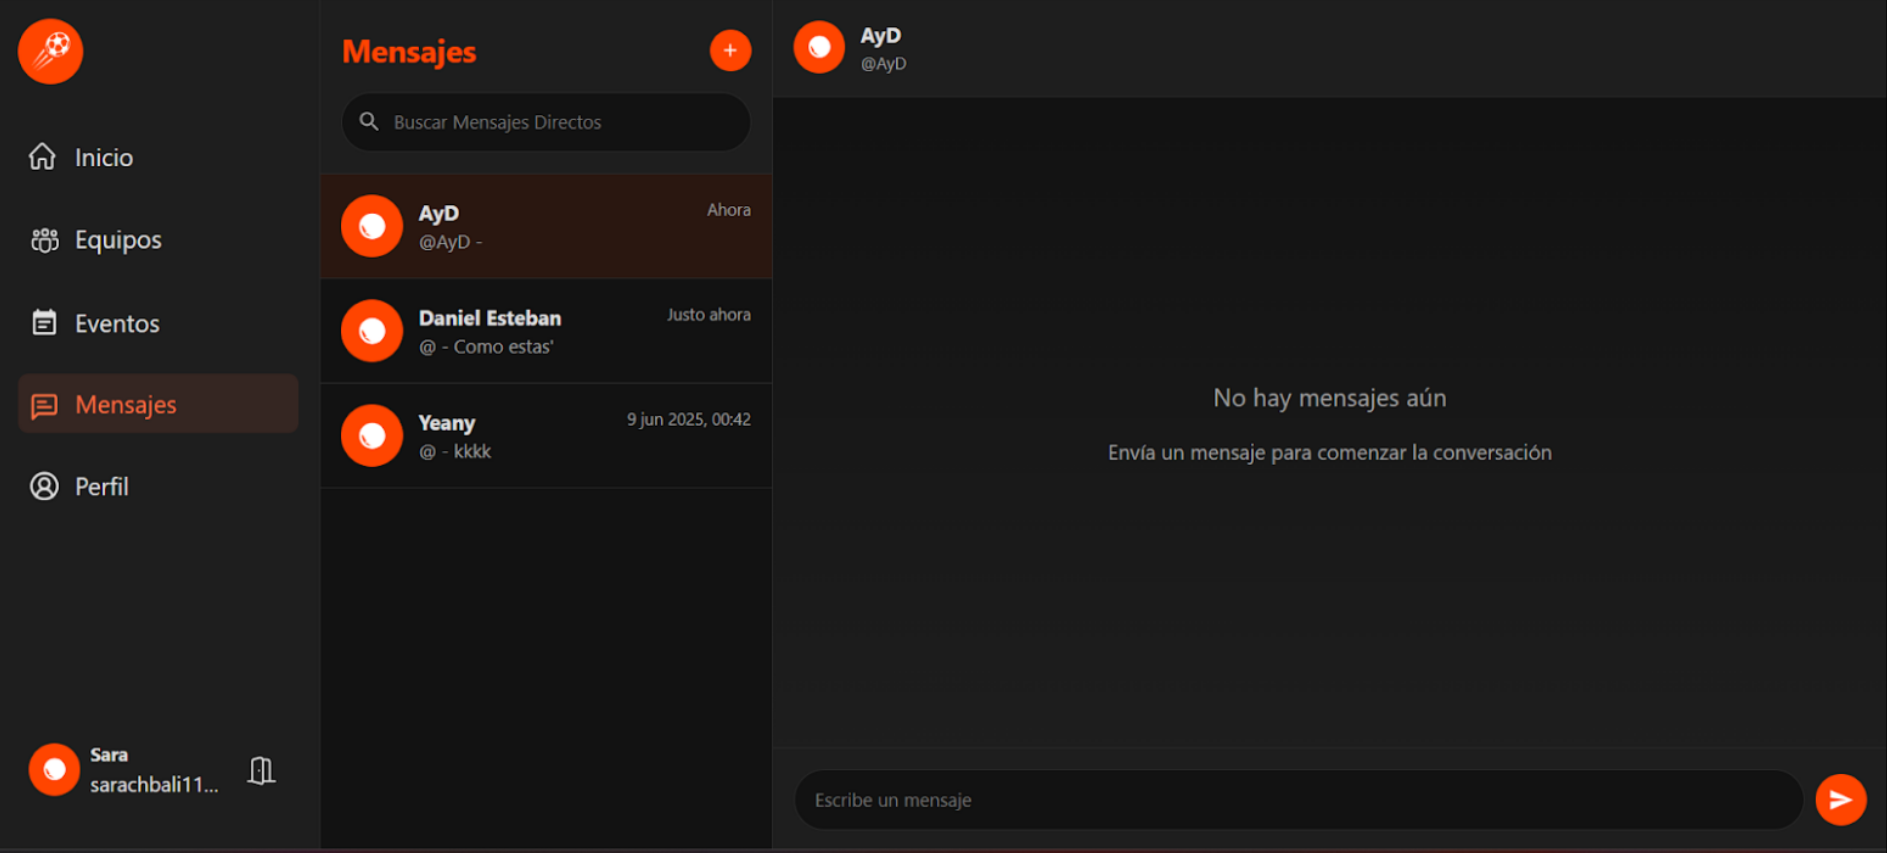 Inicio
Equipos
Eventos
Mensajes
Perfil
Sara
sarachbali11...
Mensajes
+
Buscar Mensajes Directos
AyD
Ahora
@AyD -
Daniel Esteban
Justo ahora
@ - Como estas'
Yeany
9 jun 2025, 00:42
@ - kkkk
AyD
@AyD
No hay mensajes aún
Envía un mensaje para comenzar la conversación
Escribe un mensaje